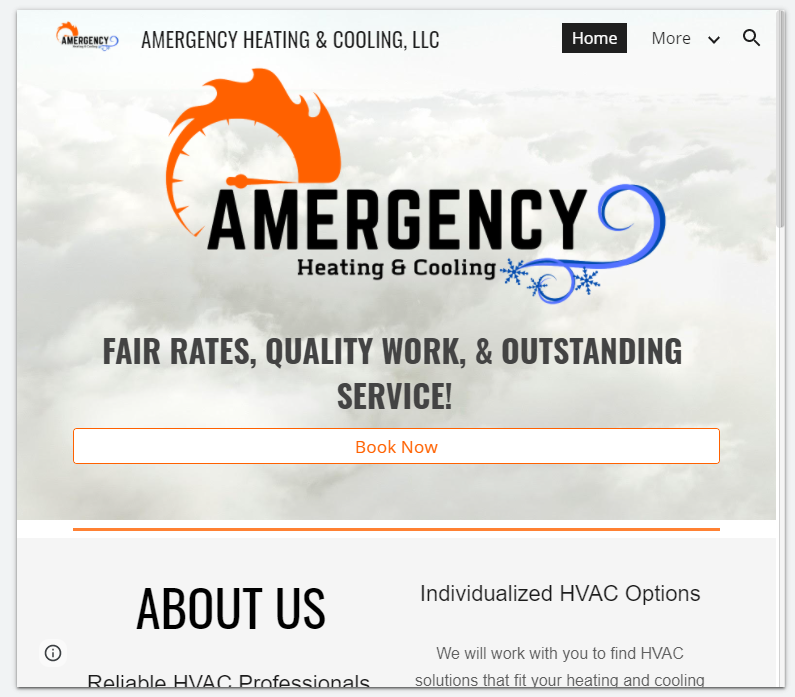 AMERGENCY
Heating & Cooling
AMERGENCY HEATING & COOLING, LLC
Home
More
AMERGENCY
Heating & Cooling
FAIR RATES, QUALITY WORK, & OUTSTANDING
SERVICE!
Book Now
ABOUT US
Reliable HVAC Professionals
Individualized HVAC Options
We will work with you to find HVAC
solutions that fit your heating and cooling